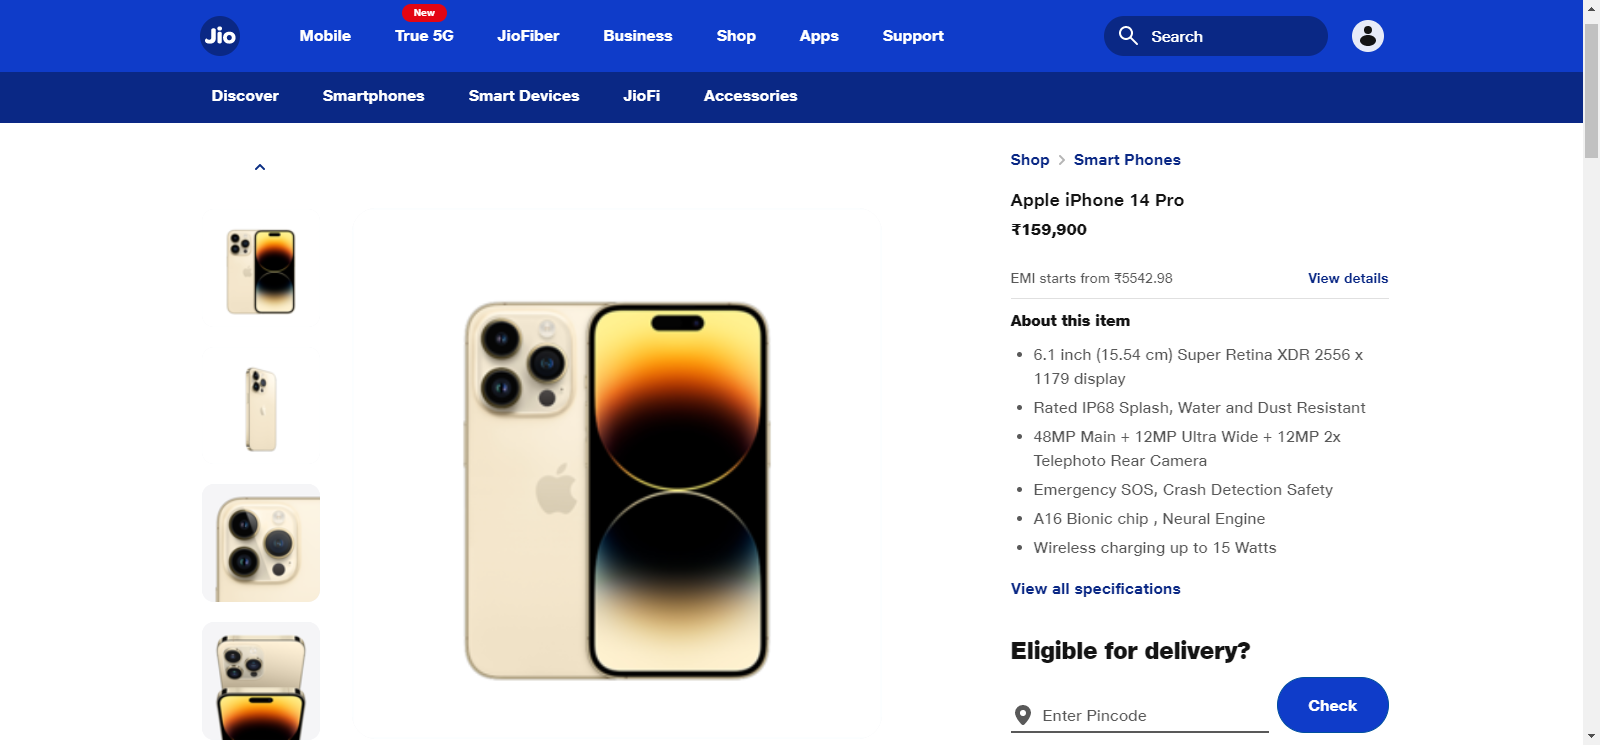 New
Jio
Mobile
True 5G
JioFiber
Business
Shop
Apps
Support
Search
Discover
Smartphones
Smart Devices
JioFi
Accessories
Shop > Smart Phones
Apple iPhone 14 Pro
₹159,900
EMI starts from ₹5542.98
View details
About this item
• 6.1 inch (15.54 cm) Super Retina XDR 2556 x
1179 display
• Rated IP68 Splash, Water and Dust Resistant
• 48MP Main + 12MP Ultra Wide + 12MP 2x
Telephoto Rear Camera
• Emergency SOS, Crash Detection Safety
• A16 Bionic chip , Neural Engine
• Wireless charging up to 15 Watts
View all specifications
Eligible for delivery?
Enter Pincode
Check